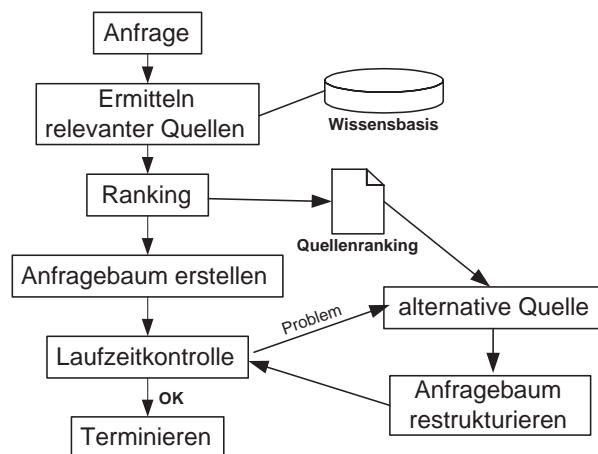 Anfrage
Ermitteln
relevanter Quellen
Wissensbasis
Ranking
Quellenranking
Anfragebaum erstellen
alternative Quelle
Problem
Laufzeitkontrolle
Anfragebaum
restrukturieren
OK
Terminieren